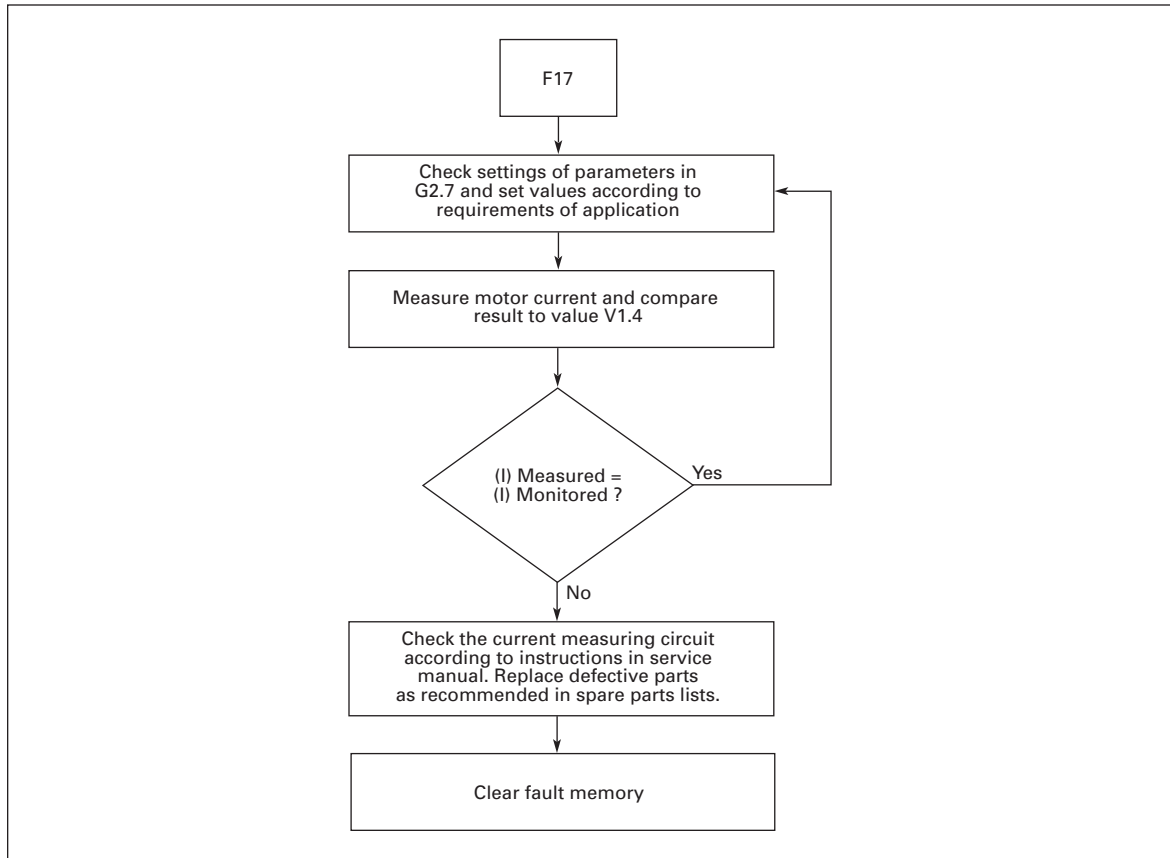 F17
Check settings of parameters in
G2.7 and set values according to
requirements of application
Measure motor current and compare
result to value V1.4
(I) Measured =
(I) Monitored ?
Yes
No
Check the current measuring circuit
according to instructions in service
manual. Replace defective parts
as recommended in spare parts lists.
Clear fault memory